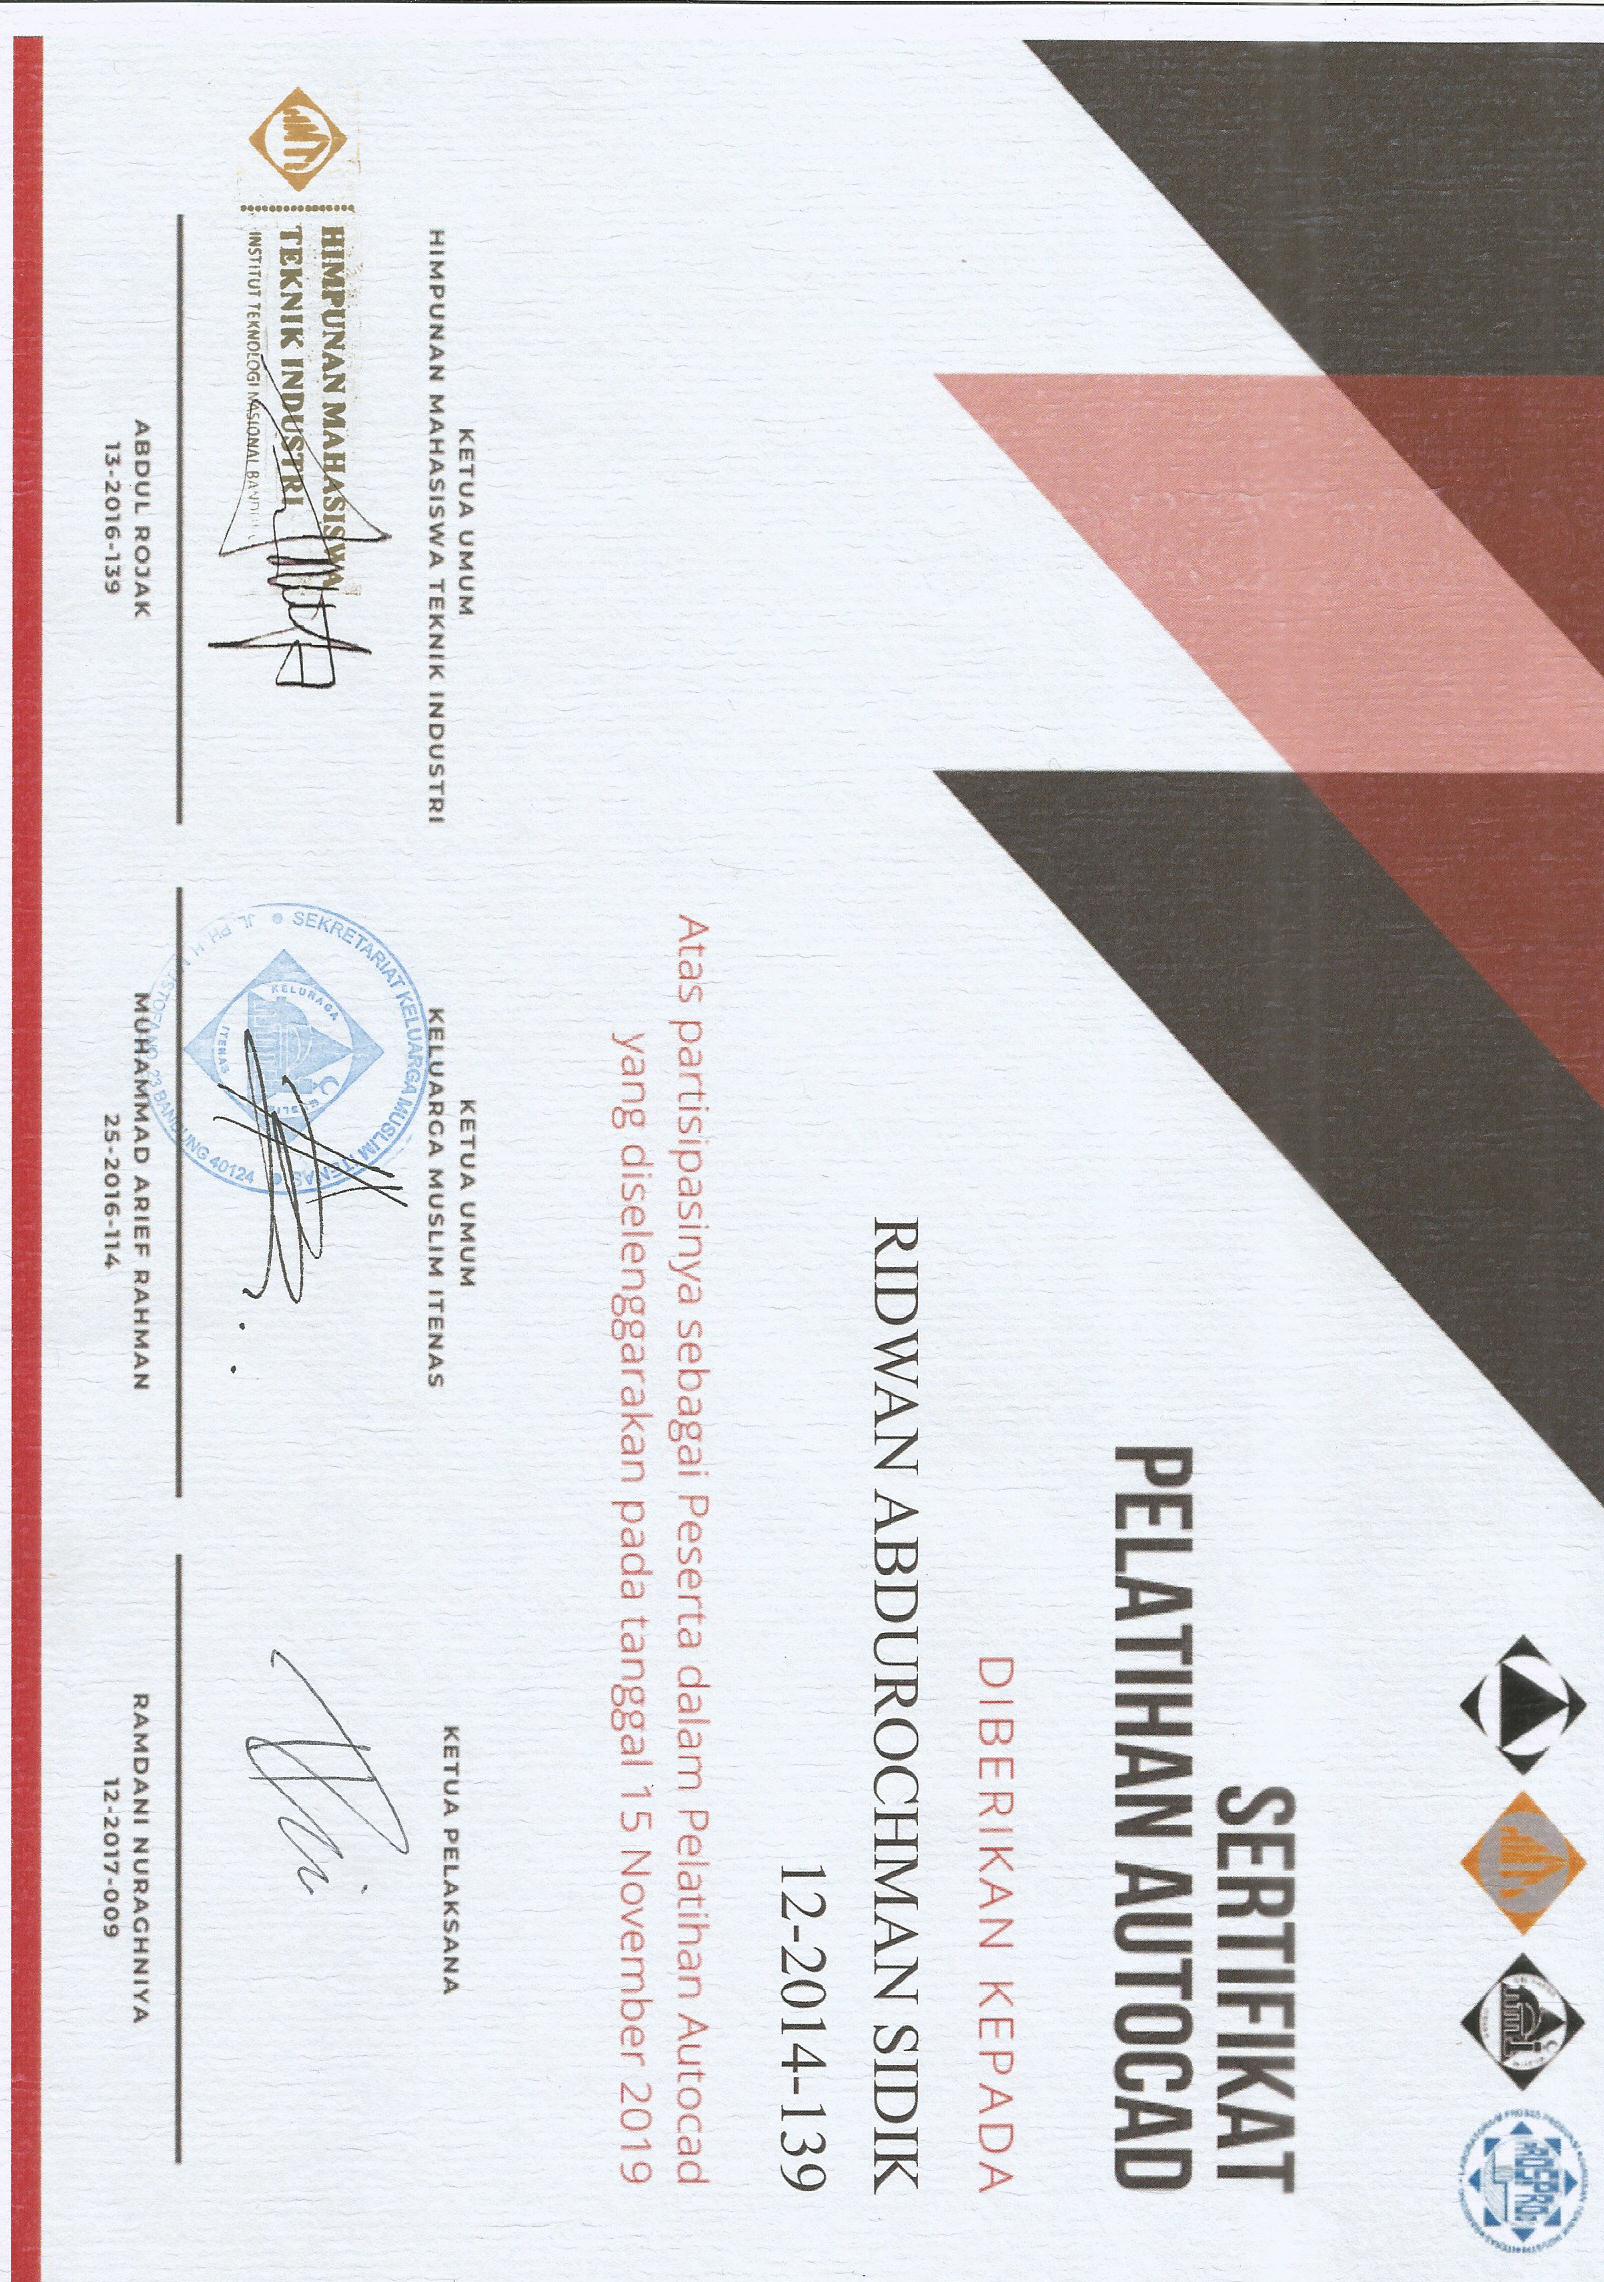 SERTIFIKAT
PELATIHAN AUTOCAD
DIBERIKAN KEPADA
RIDWAN ABDUROCHMAN SIDIK
12-2014-139
Atas partisipasinya sebagai Peserta dalam Pelatihan Autocad
yang diselenggarakan pada tanggal 15 November 2019
KETUA UMUM
HIMPUNAN MAHASISWA TEKNIK INDUSTRI
HIMPUNAN MAHASISWA
TEKNIK INDUSTRI
INSTITUT TEKNOLOGI NASIONAL
ABDUL ROJAK
13-2016-139
KETUA UMUM
KELUARGA MUSLIM ITENAS
SEKRETARIAT KELUARGA MUSLIM ITENAS
JL. PH. H. BANDUNG 40124
KELUARGA
ITENAS
MUHAMMAD ARIEF RAHMAN
25-2016-114
KETUA PELAKSANA
RAMDANI NURAGHNIYA
12-2017-009